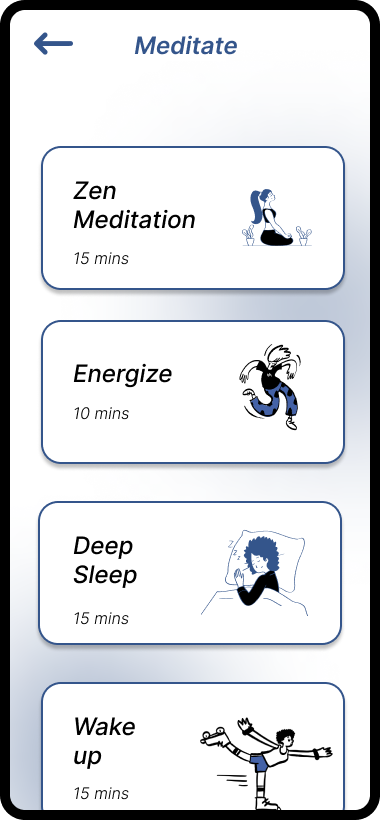 Meditate
Zen
Meditation
15 mins
Energize
10 mins
Deep
Sleep
z
z
z
15 mins
Wake
up
15 mins